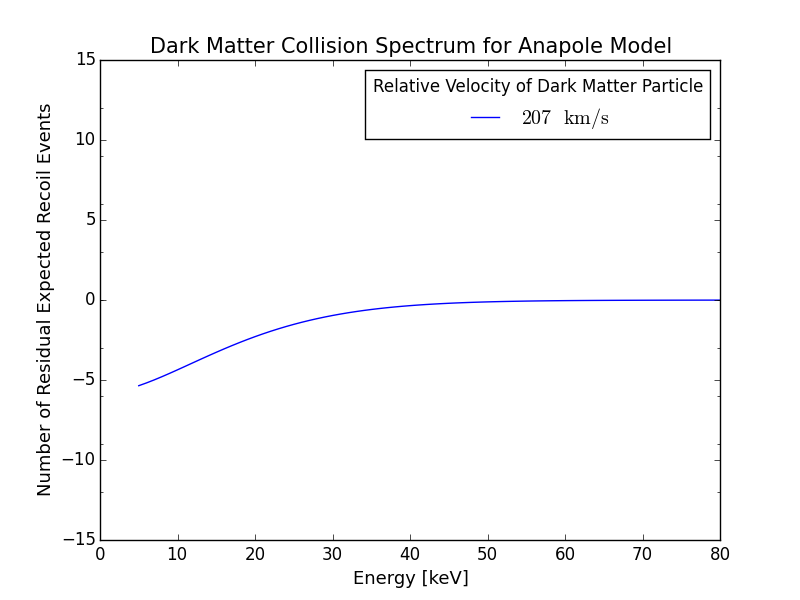 Dark Matter Collision Spectrum for Anapole Model
Relative Velocity of Dark Matter Particle
207 km/s
Number of Residual Expected Recoil Events
15
10
5
0
−5
−10
−15
0 10 20 30 40 50 60 70 80
Energy [keV]